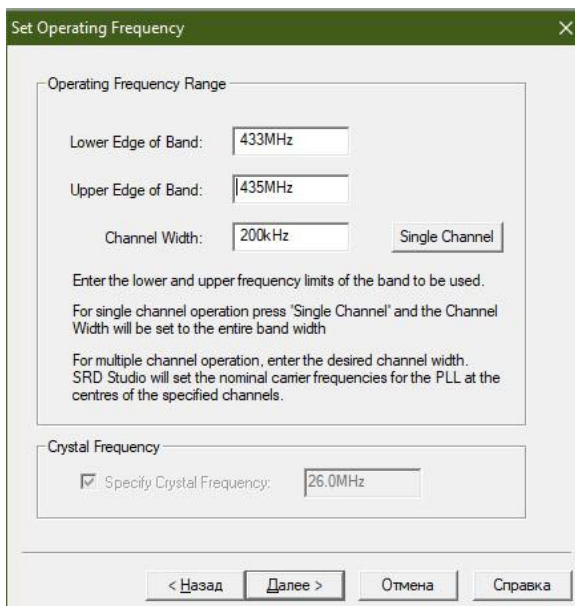 Set Operating Frequency
Operating Frequency Range
Lower Edge of Band: 433MHz
Upper Edge of Band: 435MHz
Channel Width: 200kHz Single Channel
Enter the lower and upper frequency limits of the band to be used.
For single channel operation press 'Single Channel' and the Channel
Width will be set to the entire band width
For multiple channel operation, enter the desired channel width.
SRD Studio will set the nominal carrier frequencies for the PLL at the
centres of the specified channels.
Crystal Frequency
Specify Crystal Frequency: 26.0MHz
< Назад Далее > Отмена Справка